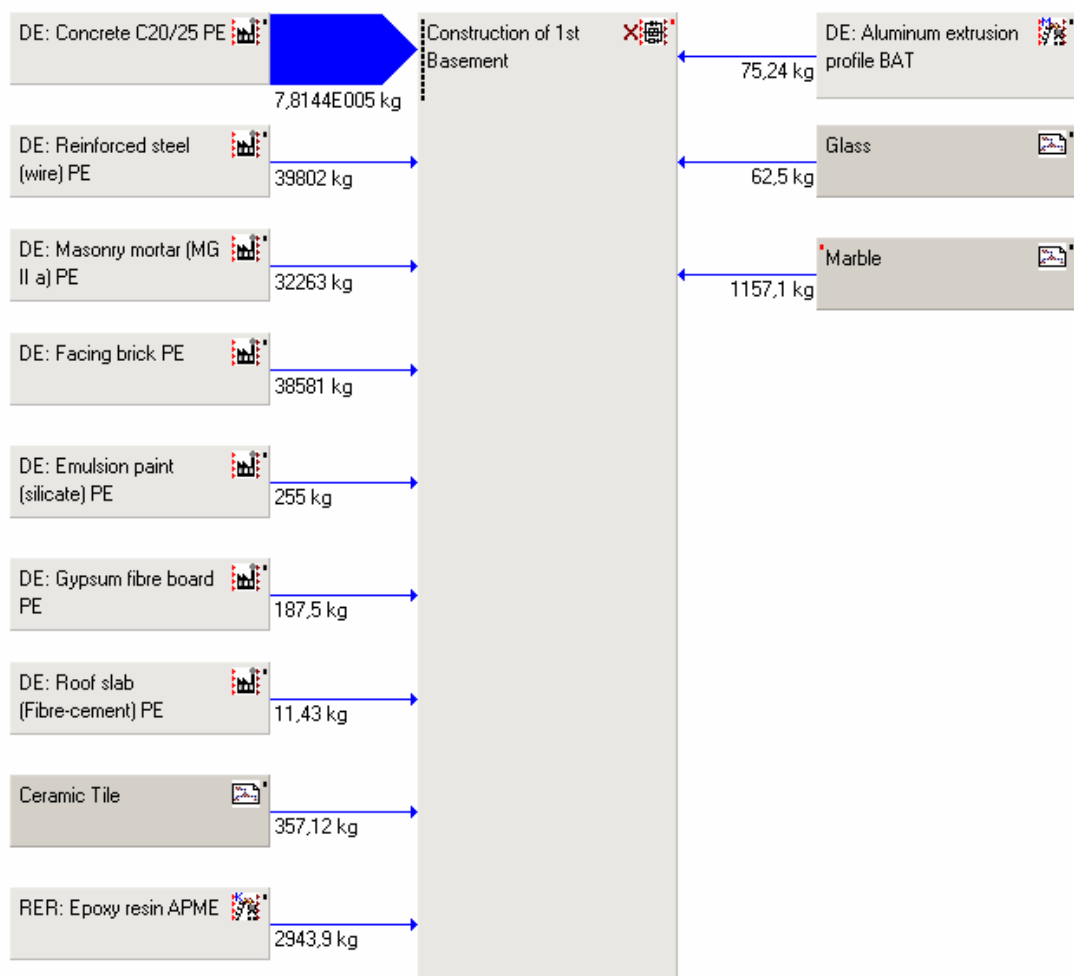 DE: Concrete C20/25 PE
7,8144E005 kg
DE: Reinforced steel
(wire) PE
39802 kg
DE: Masonry mortar (MG
II a) PE
32263 kg
DE: Facing brick PE
38581 kg
DE: Emulsion paint
(silicate) PE
255 kg
DE: Gypsum fibre board
PE
187,5 kg
DE: Roof slab
(Fibre-cement) PE
11,43 kg
Ceramic Tile
357,12 kg
RER: Epoxy resin APME
2943,9 kg
Construction of 1st
Basement
DE: Aluminum extrusion
profile BAT
75,24 kg
Glass
62,5 kg
Marble
1157,1 kg